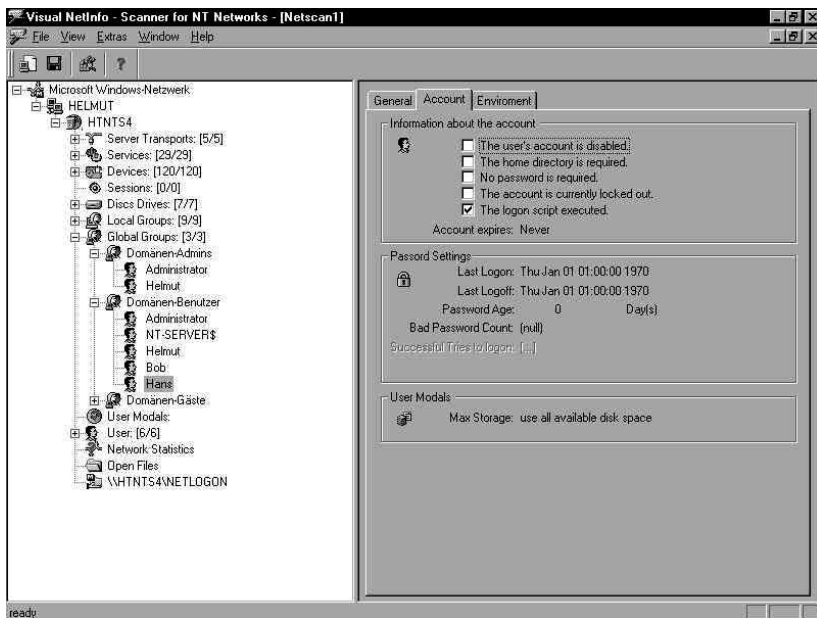 Visual NetInfo - Scanner for NT Networks - [Netscan1]
File View Extras Window Help
Microsoft Windows-Netzwerk
HELMUT
HTNTS4
Server Transports: [5/5]
Services: [29/29]
Devices: [120/120]
Sessions: [0/0]
Discs Drives: [7/7]
Local Groups: [9/9]
Global Groups: [3/3]
Domänen-Admins
Administrator
Helmut
Domänen-Benutzer
Administrator
NT-SERVER$
Helmut
Bob
Hans
Domänen-Gäste
User Modals:
User: [6/6]
Network Statistics
Open Files
\\HTNTS4\NETLOGON
General Account Enviroment
Information about the account
The user's account is disabled.
The home directory is required.
No password is required.
The account is currently locked out.
The logon script executed.
Account expires: Never
Passord Settings
Last Logon: Thu Jan 01 01:00:00 1970
Last Logoff: Thu Jan 01 01:00:00 1970
Password Age: 0 Day(s)
Bad Password Count: (null)
Successful Tries to logon: [...]
User Modals
Max Storage: use all available disk space
ready